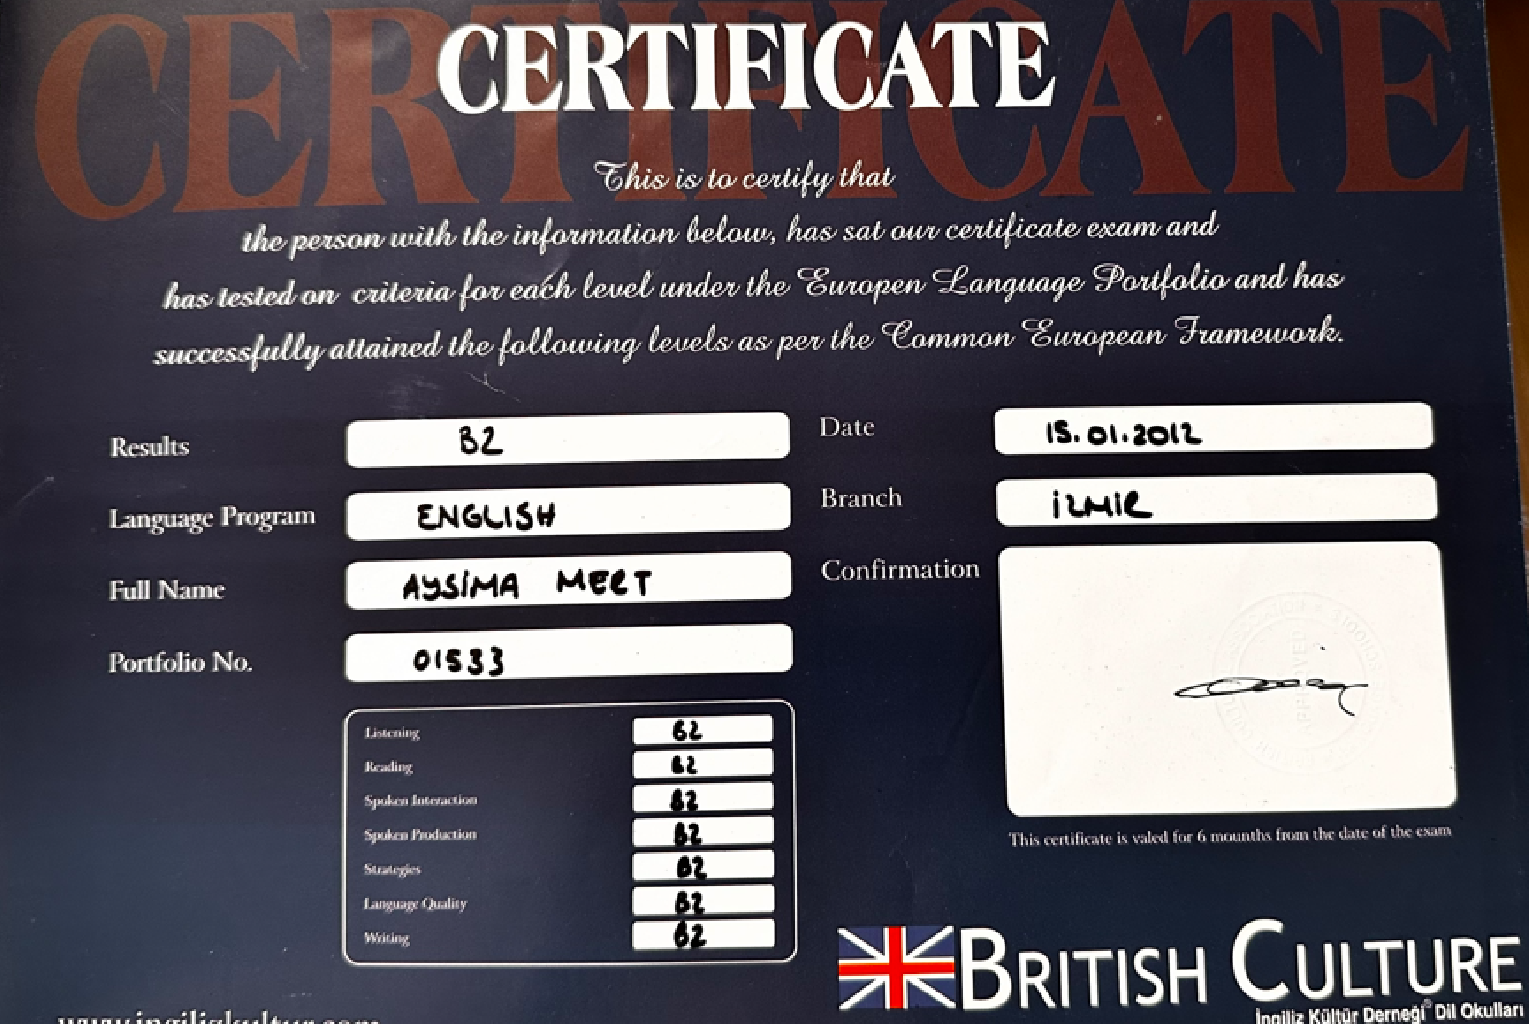 CERTIFICATE
CERTIFICATE
This is to certify that
the person with the information below, has sat our certificate exam and
has tested on criteria for each level under the Europen Language Portfolio and has
successfully attained the following levels as per the Common European Framework.
Results B2
Language Program ENGLISH
Full Name AYSİMA MERT
Portfolio No. 01533
Date 15.01.2012
Branch İZMİR
Confirmation
Listening B2
Reading B2
Spoken Interaction B2
Spoken Production B2
Strategies B2
Language Quality B2
Writing B2
This certificate is valed for 6 mounths from the date of the exam
BRITISH CULTURE
İngiliz Kültür Derneği® Dil Okulları
www.ingilizkultur.com